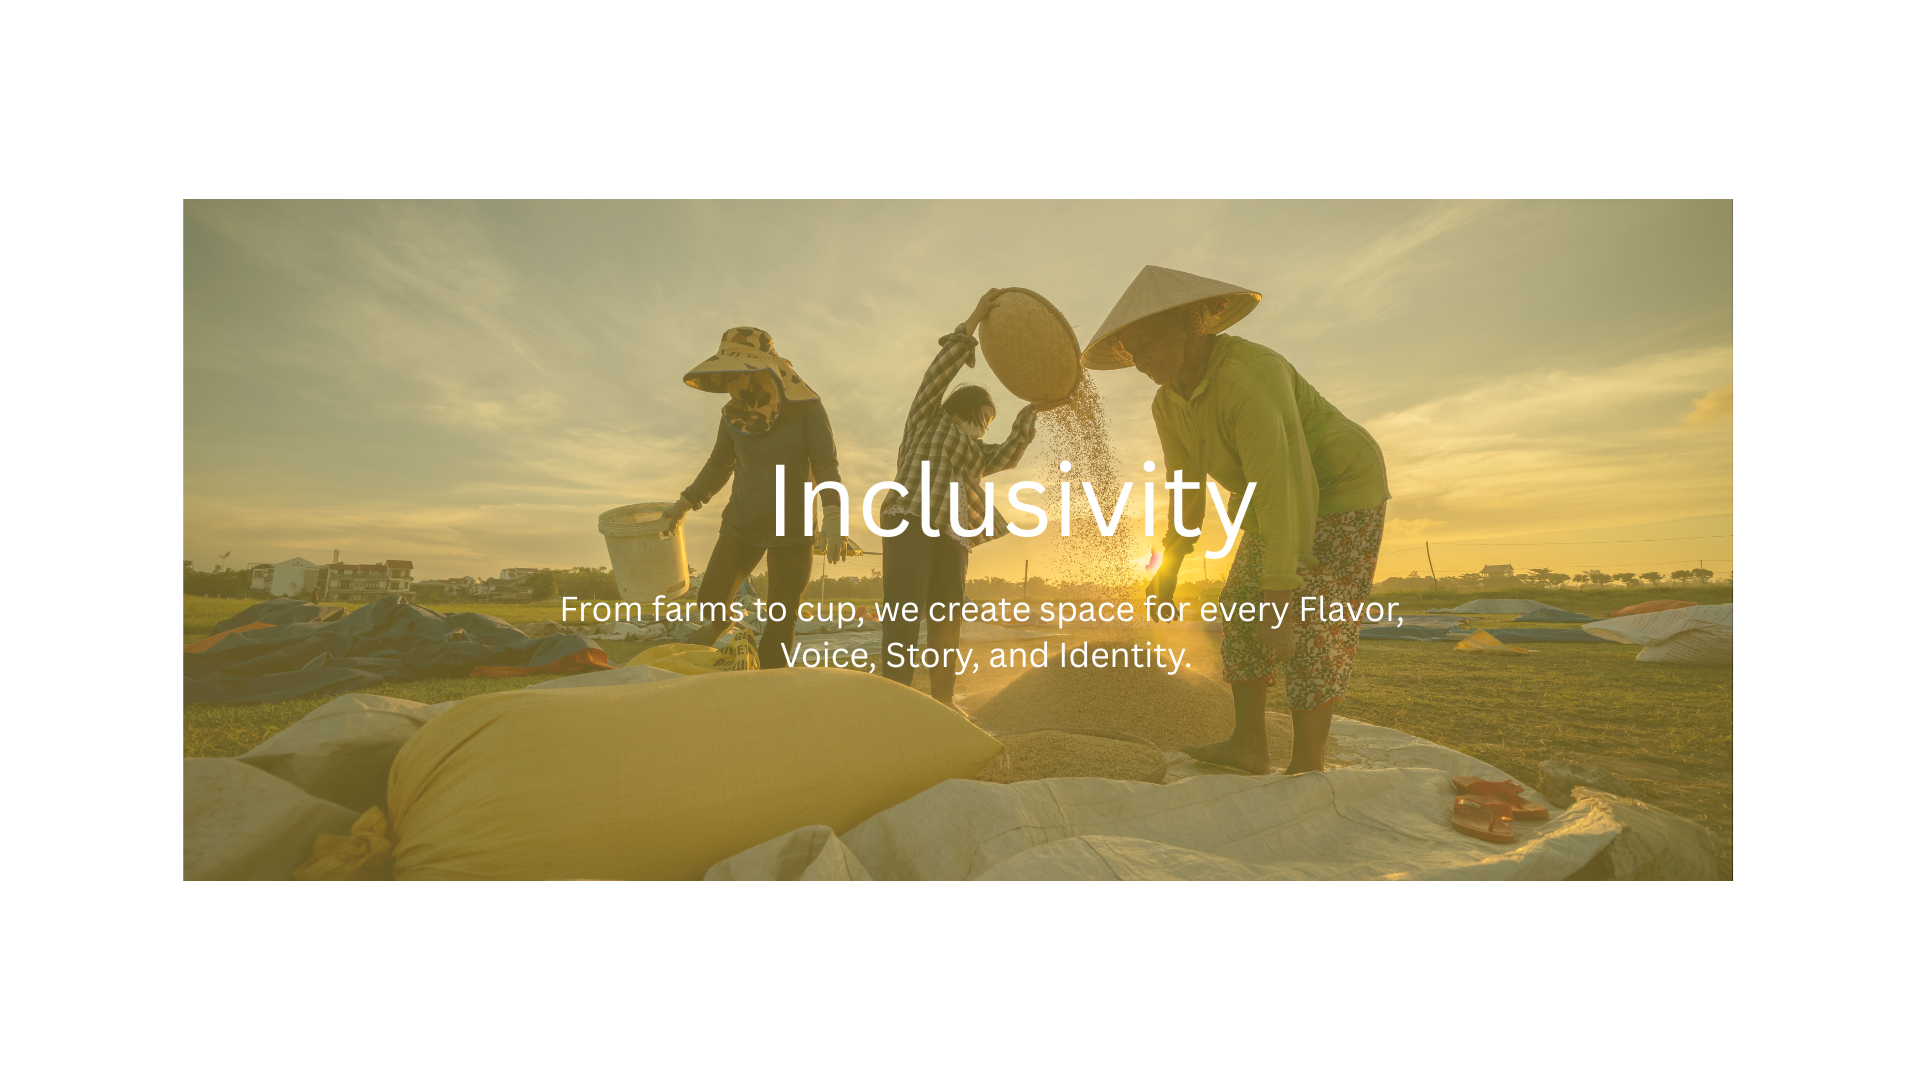 Inclusivity
From farms to cup, we create space for every Flavor,
Voice, Story, and Identity.